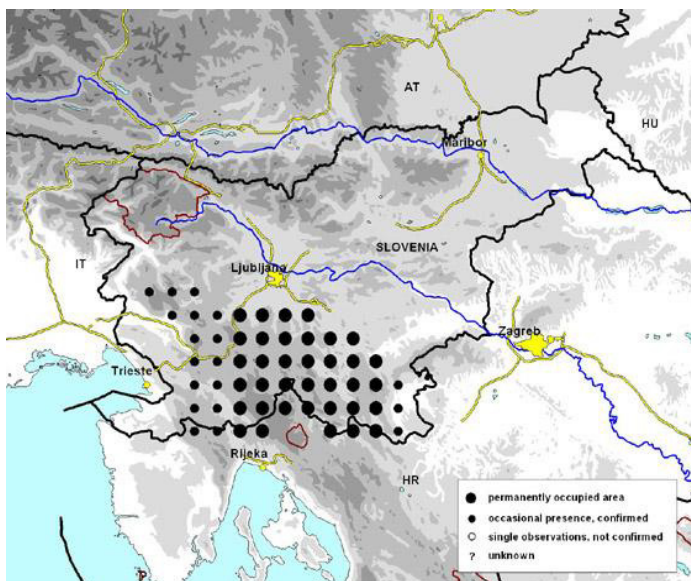 AT
HU
Maribor
SLOVENIA
IT
Ljubljana
Zagreb
Trieste
Rijeka
HR
permanently occupied area
occasional presence, confirmed
single observations, not confirmed
? unknown